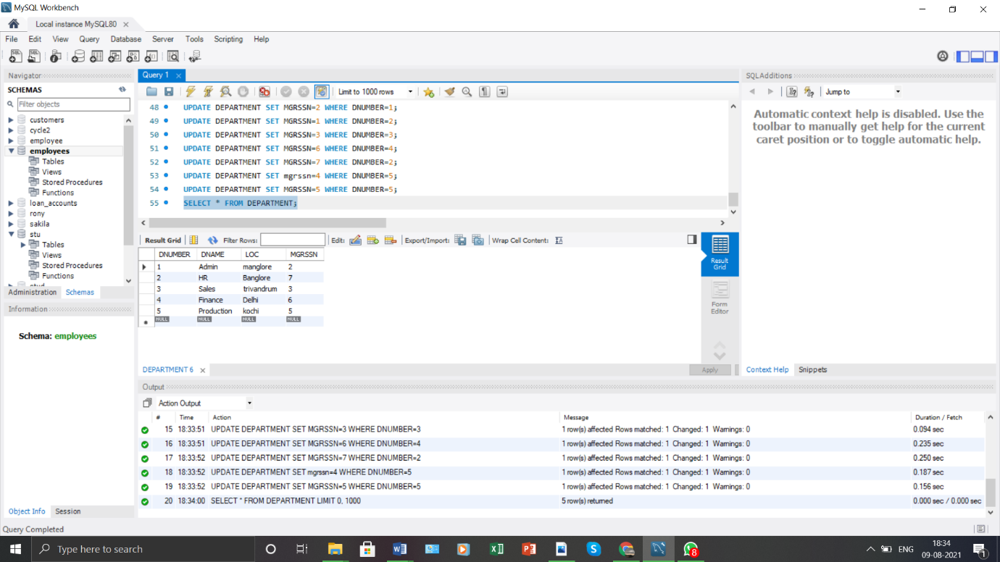 MySQL Workbench
Local instance MySQL80
File Edit View Query Database Server Tools Scripting Help
Navigator
SCHEMAS
Filter objects
customers
cycle2
employee
employees
Tables
Views
Stored Procedures
Functions
loan_accounts
rony
sakila
stu
Tables
Views
Stored Procedures
Functions
Administration Schemas
Information
Schema: employees
Object Info Session
Query 1
Limit to 1000 rows
48 UPDATE DEPARTMENT SET MGRSSN=2 WHERE DNUMBER=1;
49 UPDATE DEPARTMENT SET MGRSSN=1 WHERE DNUMBER=2;
50 UPDATE DEPARTMENT SET MGRSSN=3 WHERE DNUMBER=3;
51 UPDATE DEPARTMENT SET MGRSSN=6 WHERE DNUMBER=4;
52 UPDATE DEPARTMENT SET MGRSSN=7 WHERE DNUMBER=2;
53 UPDATE DEPARTMENT SET mgrssn=4 WHERE DNUMBER=5;
54 UPDATE DEPARTMENT SET MGRSSN=5 WHERE DNUMBER=5;
55 SELECT * FROM DEPARTMENT;
Result Grid Filter Rows: Edit: Export/Import: Wrap Cell Content:
DNUMBER DNAME LOC MGRSSN
1 Admin manglore 2
2 HR Banglore 7
3 Sales trivandrum 3
4 Finance Delhi 6
5 Production kochi 5
NULL NULL NULL NULL
Result
Grid
Form
Editor
DEPARTMENT 6
Apply
SQLAdditions
Jump to
Automatic context help is disabled. Use the
toolbar to manually get help for the current
caret position or to toggle automatic help.
Context Help Snippets
Output
Action Output
# Time Action Message Duration / Fetch
15 18:33:51 UPDATE DEPARTMENT SET MGRSSN=3 WHERE DNUMBER=3 1 row(s) affected Rows matched: 1 Changed: 1 Warnings: 0 0.094 sec
16 18:33:51 UPDATE DEPARTMENT SET MGRSSN=6 WHERE DNUMBER=4 1 row(s) affected Rows matched: 1 Changed: 1 Warnings: 0 0.235 sec
17 18:33:52 UPDATE DEPARTMENT SET MGRSSN=7 WHERE DNUMBER=2 1 row(s) affected Rows matched: 1 Changed: 1 Warnings: 0 0.250 sec
18 18:33:52 UPDATE DEPARTMENT SET mgrssn=4 WHERE DNUMBER=5 1 row(s) affected Rows matched: 1 Changed: 1 Warnings: 0 0.187 sec
19 18:33:52 UPDATE DEPARTMENT SET MGRSSN=5 WHERE DNUMBER=5 1 row(s) affected Rows matched: 1 Changed: 1 Warnings: 0 0.156 sec
20 18:34:00 SELECT * FROM DEPARTMENT LIMIT 0, 1000 5 row(s) returned 0.000 sec / 0.000 sec
Query Completed
Type here to search
8
ENG
18:34
09-08-2021
1